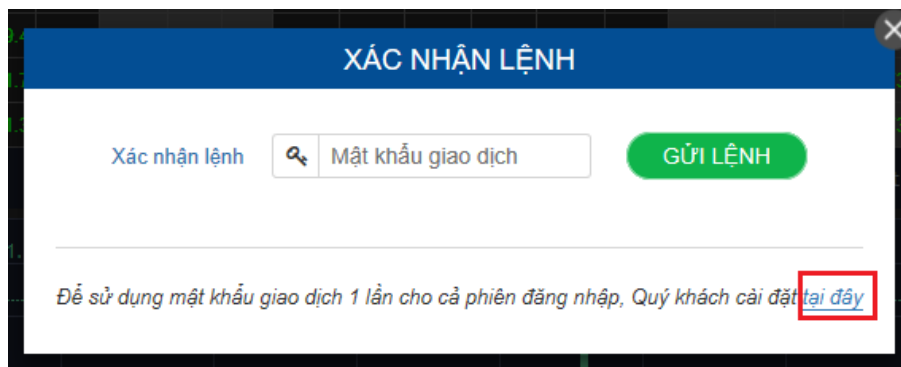 XÁC NHẬN LỆNH
Xác nhận lệnh Mật khẩu giao dịch GỬI LỆNH
Để sử dụng mật khẩu giao dịch 1 lần cho cả phiên đăng nhập, Quý khách cài đặt tại đây